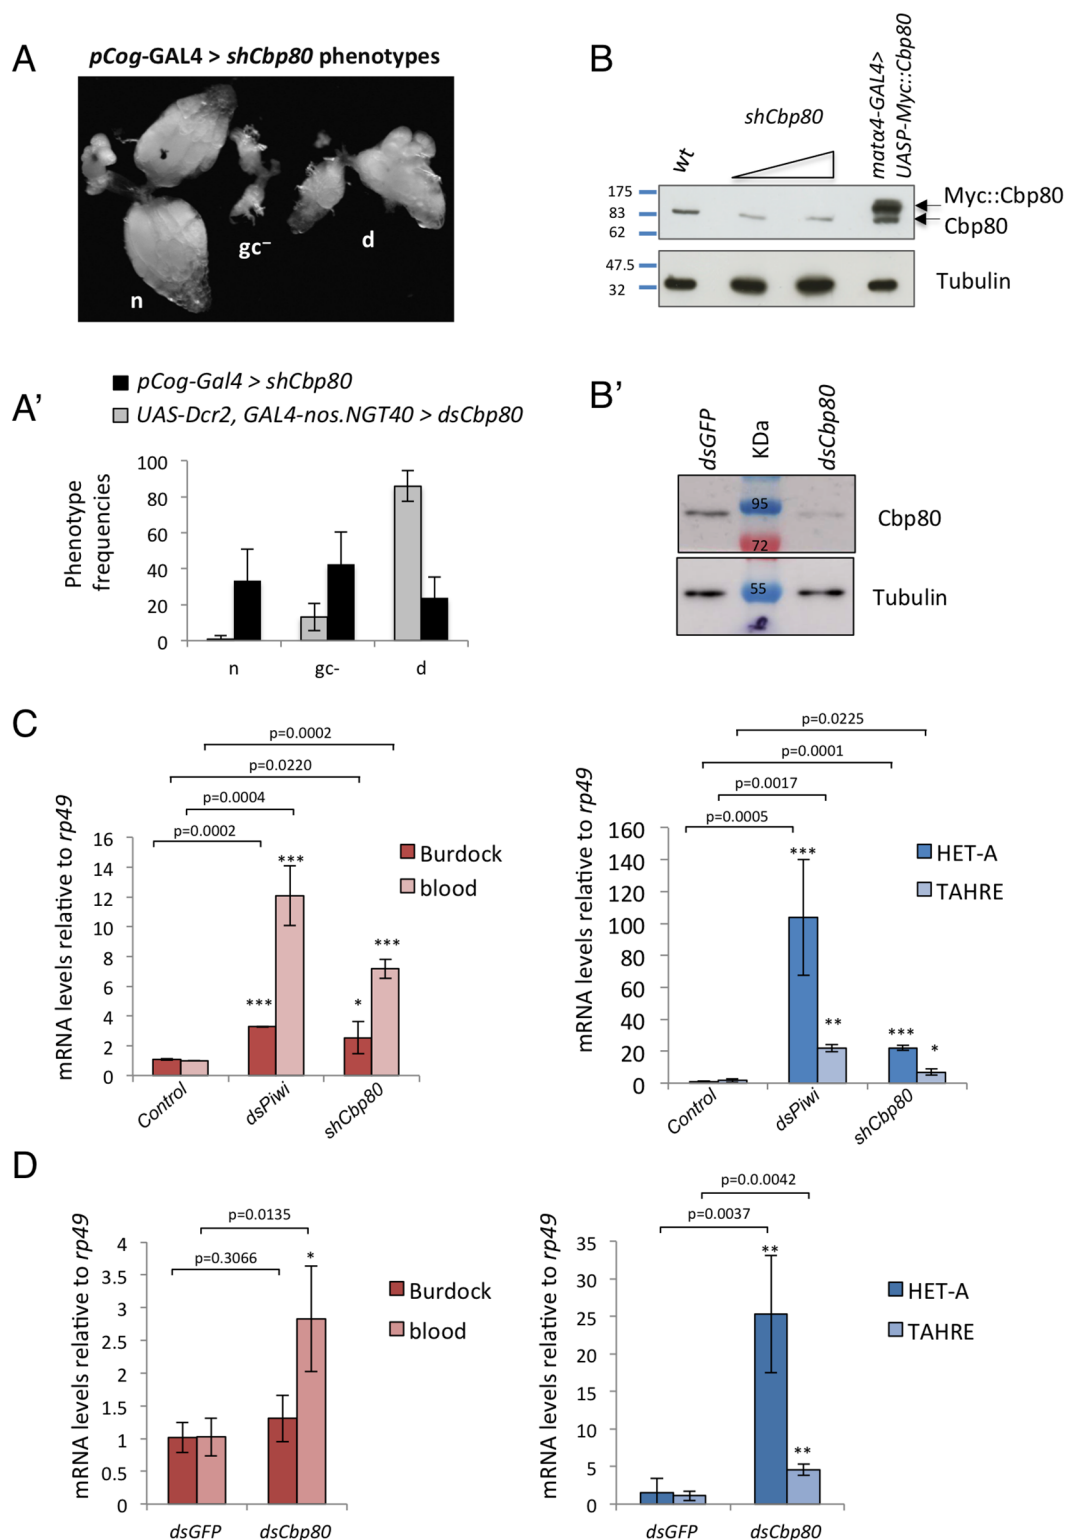 A
pCog-GAL4 > shCbp80 phenotypes
n
gc–
d
B
wt
shCbp80
matα4-GAL4>
UASP-Myc::Cbp80
175
83
62
47.5
32
Myc::Cbp80
Cbp80
Tubulin
A'
pCog-Gal4 > shCbp80
UAS-Dcr2, GAL4-nos.NGT40 > dsCbp80
Phenotype
frequencies
100
80
60
40
20
0
n
gc-
d
B'
dsGFP
KDa
dsCbp80
95
72
55
Cbp80
Tubulin
C
p=0.0002
p=0.0220
p=0.0004
p=0.0002
mRNA levels relative to rp49
16
14
12
10
8
6
4
2
0
***
***
*
***
Burdock
blood
Control
dsPiwi
shCbp80
p=0.0225
p=0.0001
p=0.0017
p=0.0005
mRNA levels relative to rp49
160
140
120
100
80
60
40
20
0
***
**
***
*
HET-A
TAHRE
Control
dsPiwi
shCbp80
D
p=0.0135
p=0.3066
mRNA levels relative to rp49
4
3.5
3
2.5
2
1.5
1
0.5
0
*
Burdock
blood
dsGFP
dsCbp80
p=0.0.0042
p=0.0037
mRNA levels relative to rp49
35
30
25
20
15
10
5
0
**
**
HET-A
TAHRE
dsGFP
dsCbp80